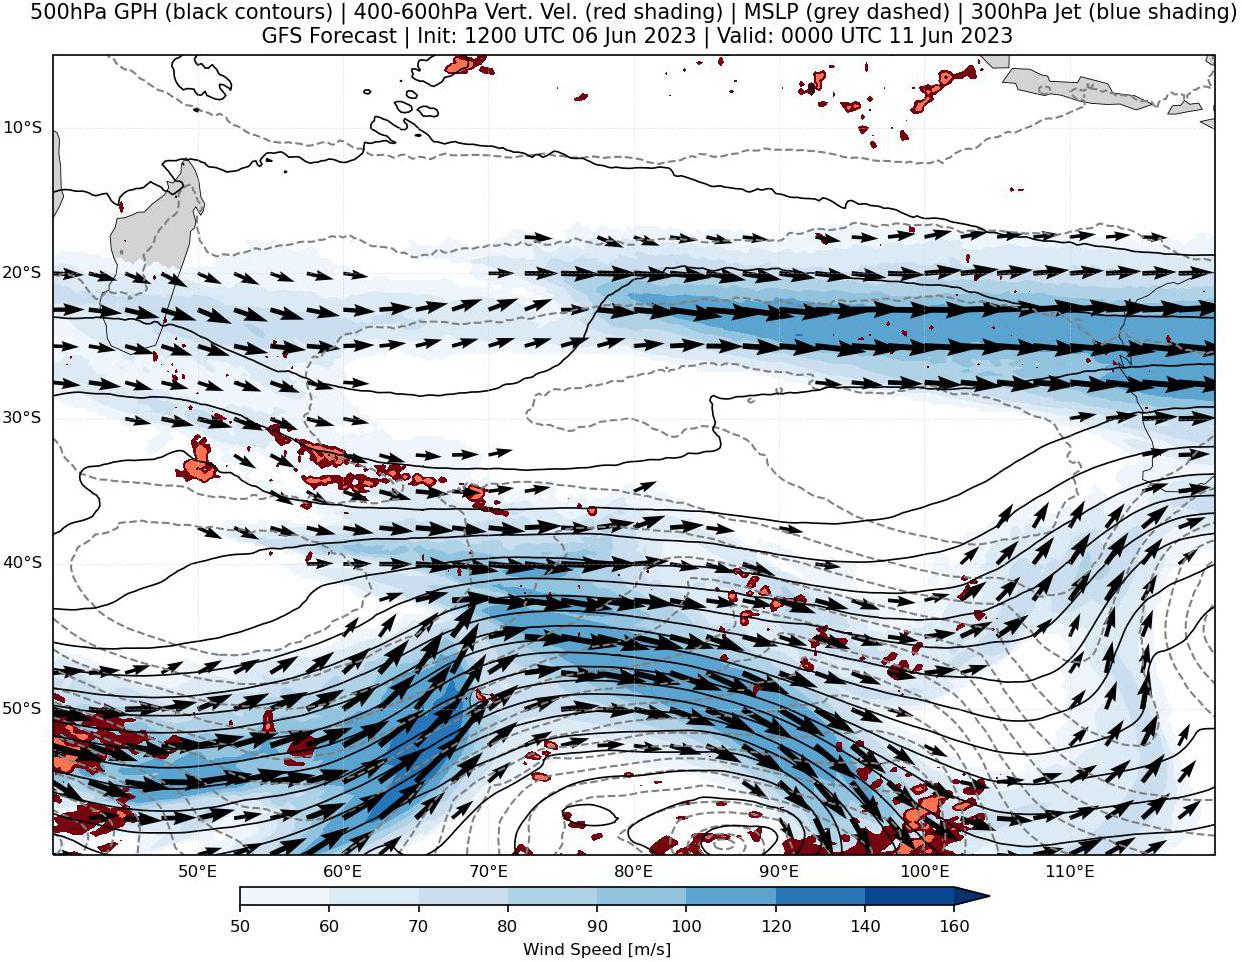 500hPa GPH (black contours) | 400-600hPa Vert. Vel. (red shading) | MSLP (grey dashed) | 300hPa Jet (blue shading)
GFS Forecast | Init: 1200 UTC 06 Jun 2023 | Valid: 0000 UTC 11 Jun 2023
10°S
20°S
30°S
40°S
50°S
50°E 60°E 70°E 80°E 90°E 100°E 110°E
50 60 70 80 90 100 120 140 160
Wind Speed [m/s]